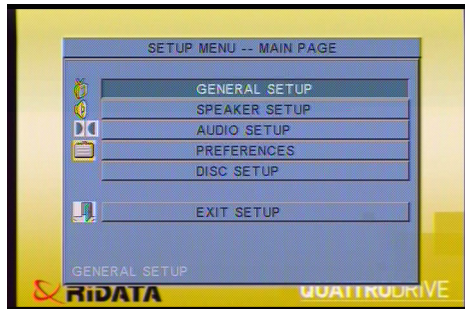 SETUP MENU -- MAIN PAGE
GENERAL SETUP
SPEAKER SETUP
AUDIO SETUP
PREFERENCES
DISC SETUP
EXIT SETUP
GENERAL SETUP
RiDATA QUATTRODRIVE